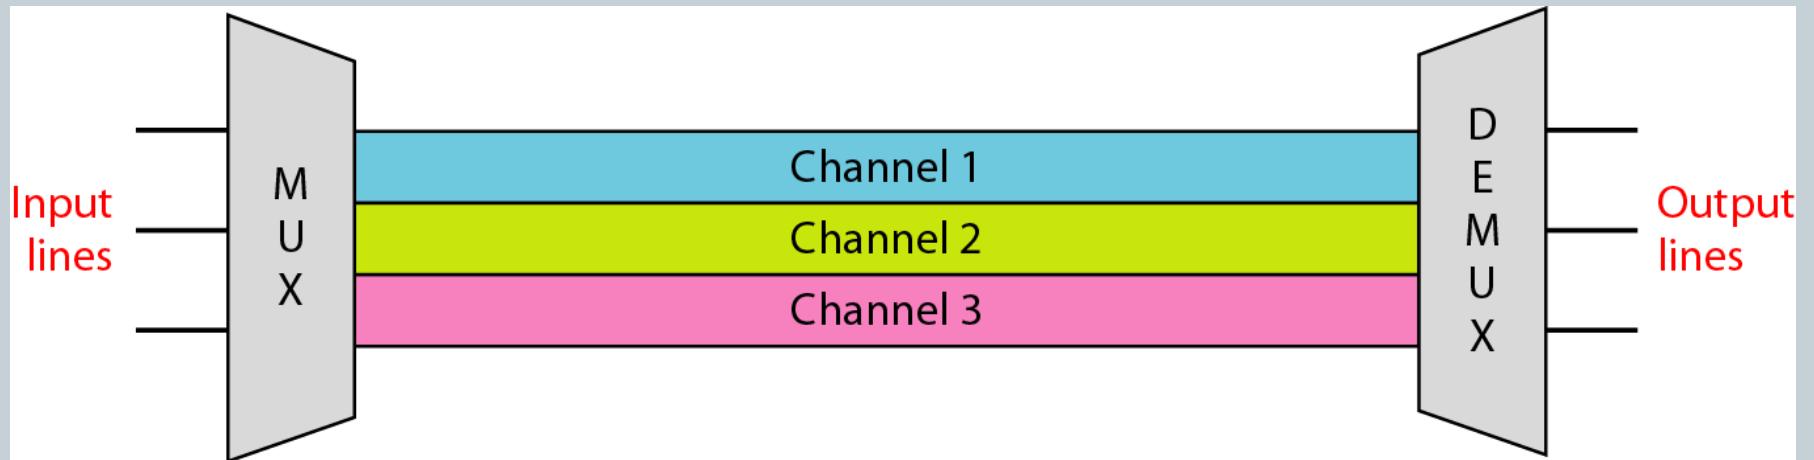 Input
lines
M
U
X
Channel 1
Channel 2
Channel 3
D
E
M
U
X
Output
lines